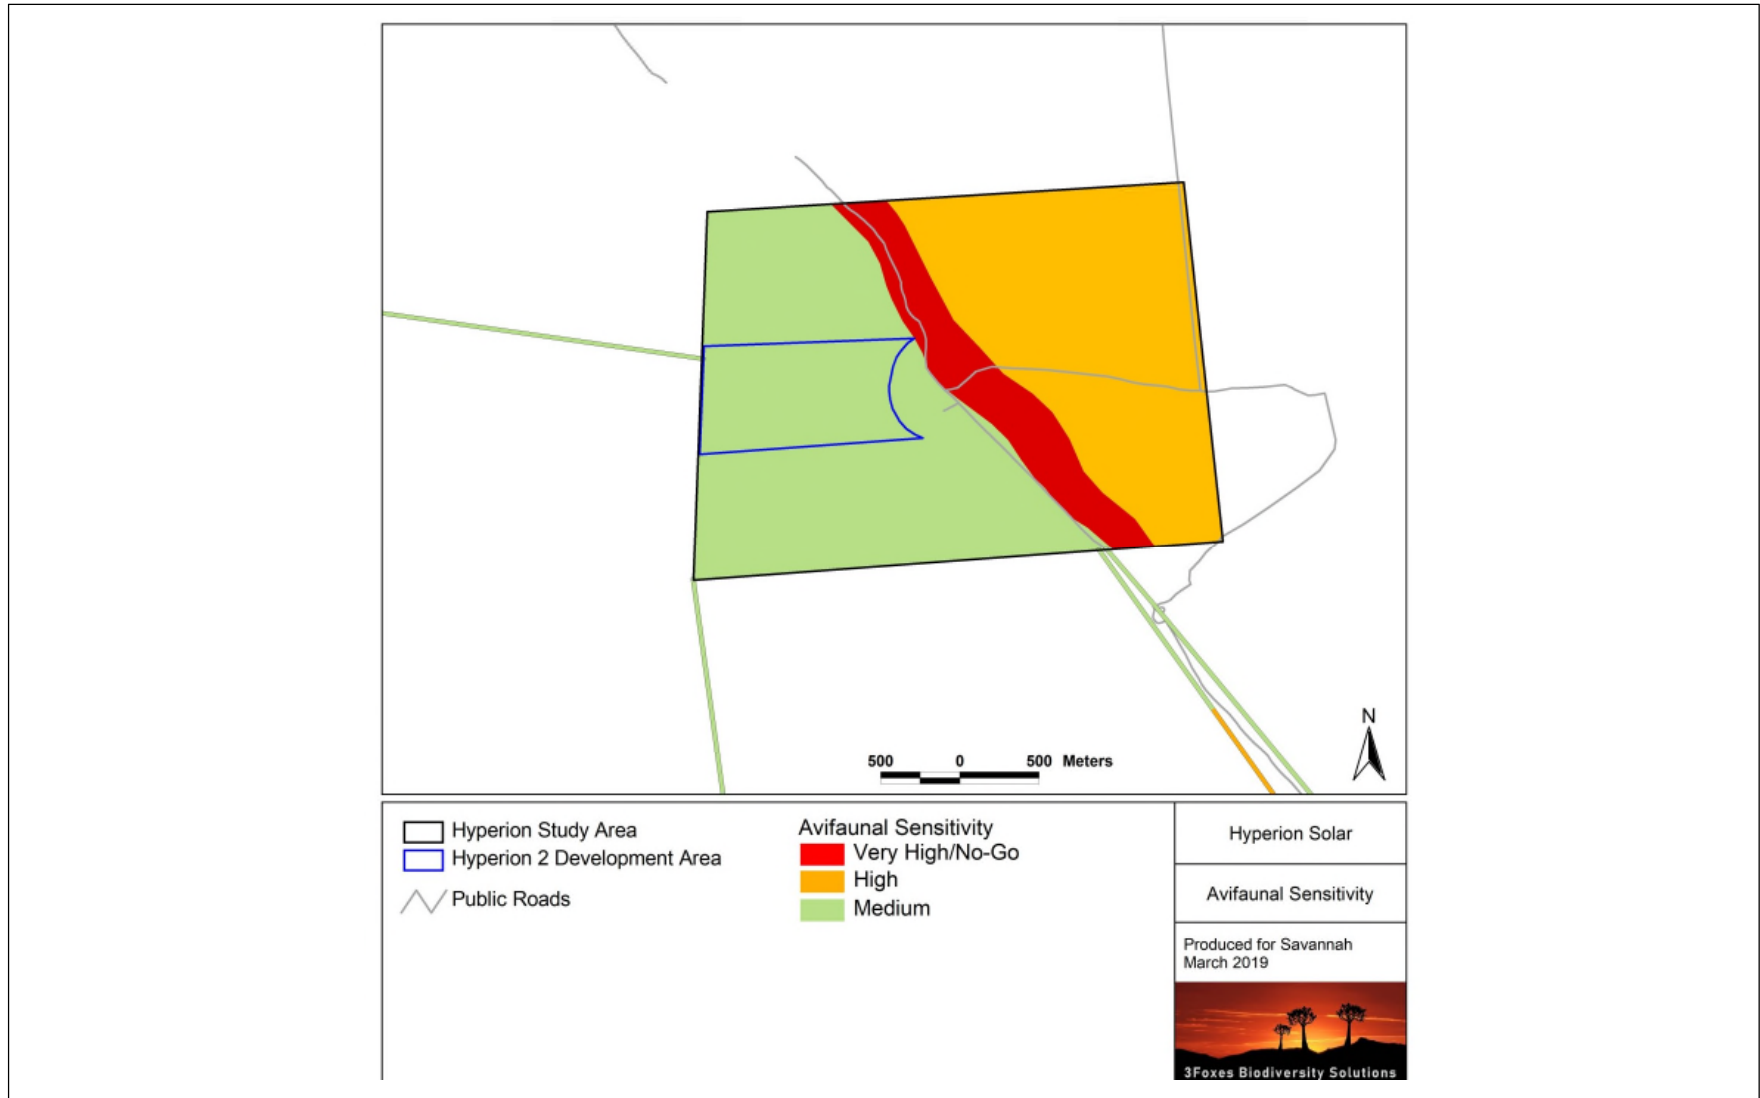 N
500 0 500 Meters
Hyperion Study Area
Hyperion 2 Development Area
Public Roads
Avifaunal Sensitivity
Very High/No-Go
High
Medium
Hyperion Solar
Avifaunal Sensitivity
Produced for Savannah
March 2019
3Foxes Biodiversity Solutions